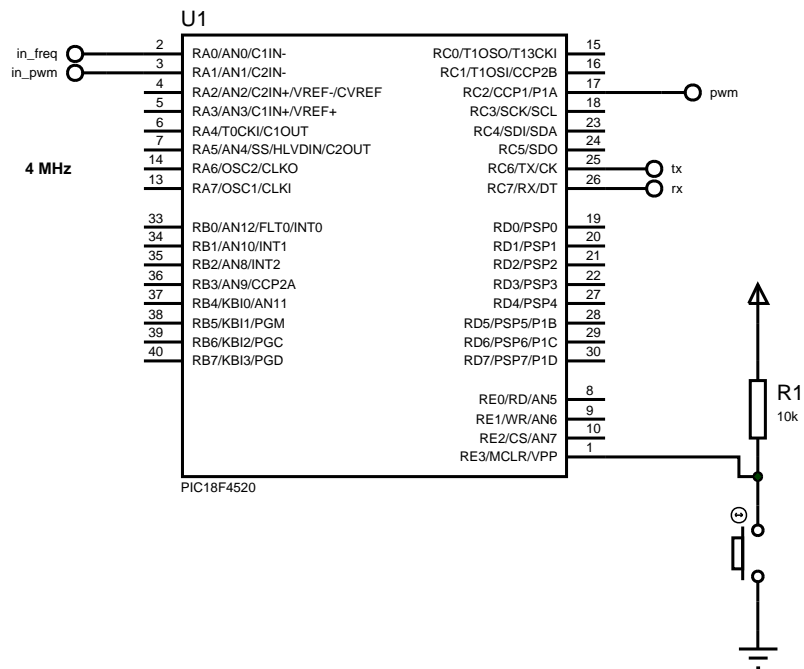 U1
in_freq
2
RA0/AN0/C1IN-
in_pwm
3
RA1/AN1/C2IN-
4
RA2/AN2/C2IN+/VREF-/CVREF
5
RA3/AN3/C1IN+/VREF+
6
RA4/T0CKI/C1OUT
7
RA5/AN4/SS/HLVDIN/C2OUT
4 MHz
14
RA6/OSC2/CLKO
13
RA7/OSC1/CLKI
33
RB0/AN12/FLT0/INT0
34
RB1/AN10/INT1
35
RB2/AN8/INT2
36
RB3/AN9/CCP2A
37
RB4/KBI0/AN11
38
RB5/KBI1/PGM
39
RB6/KBI2/PGC
40
RB7/KBI3/PGD
RC0/T1OSO/T13CKI
15
RC1/T1OSI/CCP2B
16
RC2/CCP1/P1A
17
pwm
RC3/SCK/SCL
18
RC4/SDI/SDA
23
RC5/SDO
24
RC6/TX/CK
25
tx
RC7/RX/DT
26
rx
RD0/PSP0
19
RD1/PSP1
20
RD2/PSP2
21
RD3/PSP3
22
RD4/PSP4
27
RD5/PSP5/P1B
28
RD6/PSP6/P1C
29
RD7/PSP7/P1D
30
RE0/RD/AN5
8
RE1/WR/AN6
9
RE2/CS/AN7
10
RE3/MCLR/VPP
1
PIC18F4520
R1
10k